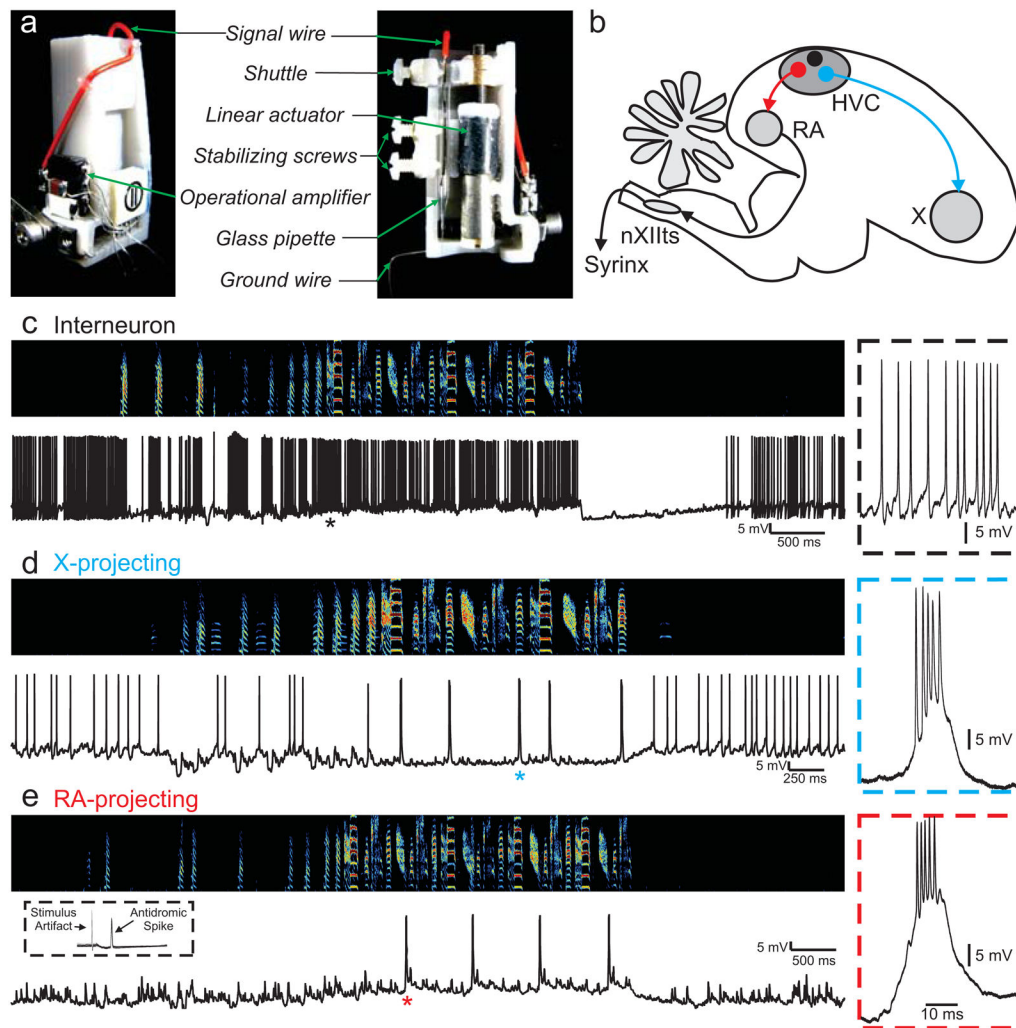 a
Signal wire
Shuttle
Linear actuator
Stabilizing screws
Operational amplifier
Glass pipette
Ground wire
b
HVC
RA
X
nXIIts
Syrinx
c Interneuron
*
5 mV
500 ms
5 mV
d X-projecting
*
5 mV
250 ms
5 mV
e RA-projecting
Stimulus
Artifact
Antidromic
Spike
*
5 mV
500 ms
5 mV
10 ms